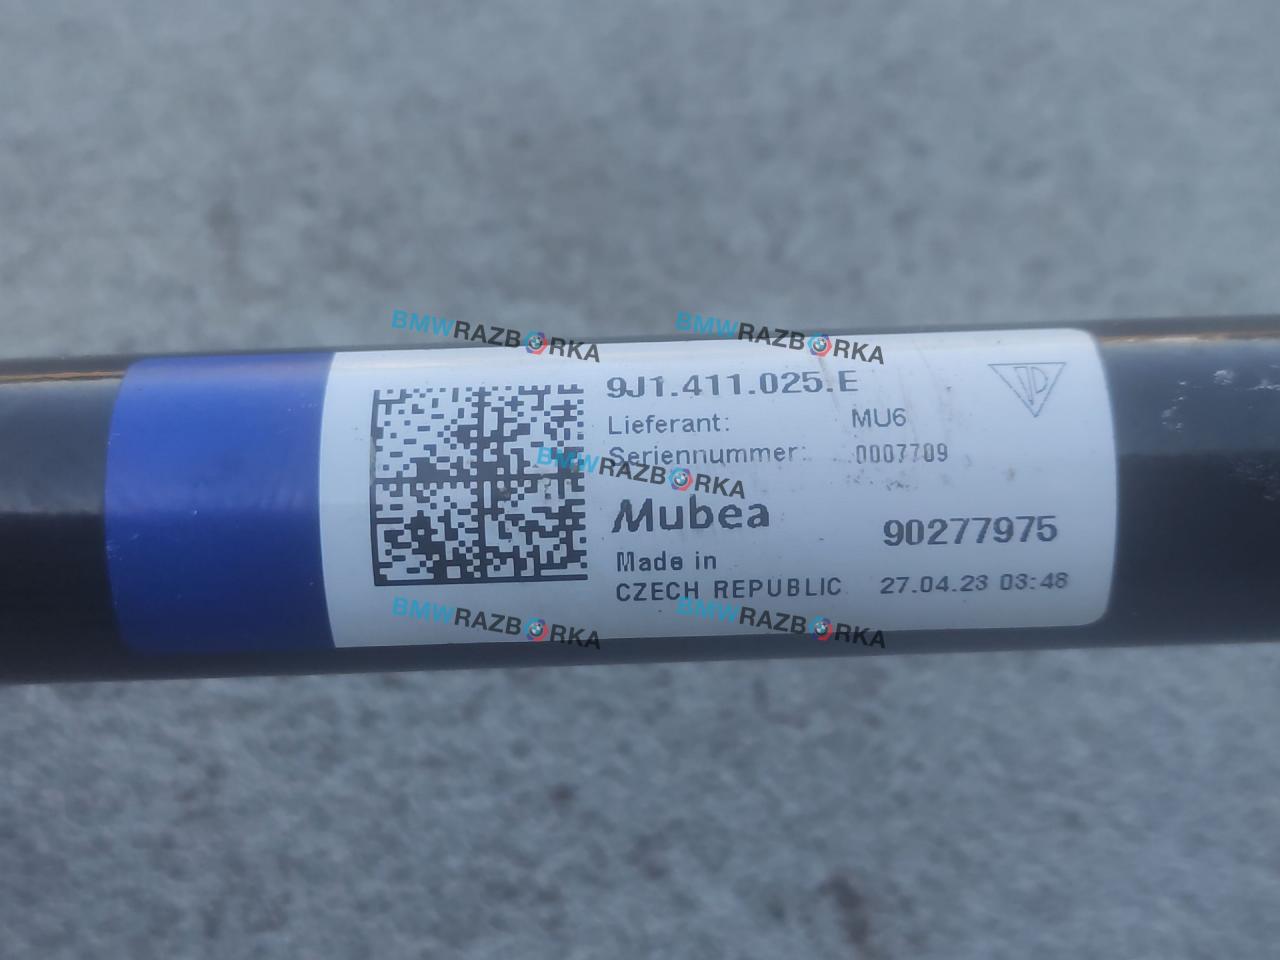 BMWRAZBORKA BMWRAZBORKA
9J1.411.025.E
Lieferant: MU6
Seriennummer: 0007709
BMWRAZBORKA
Mubea 90277975
Made in
CZECH REPUBLIC 27.04.23 03:48
BMWRAZBORKA BMWRAZBORKA